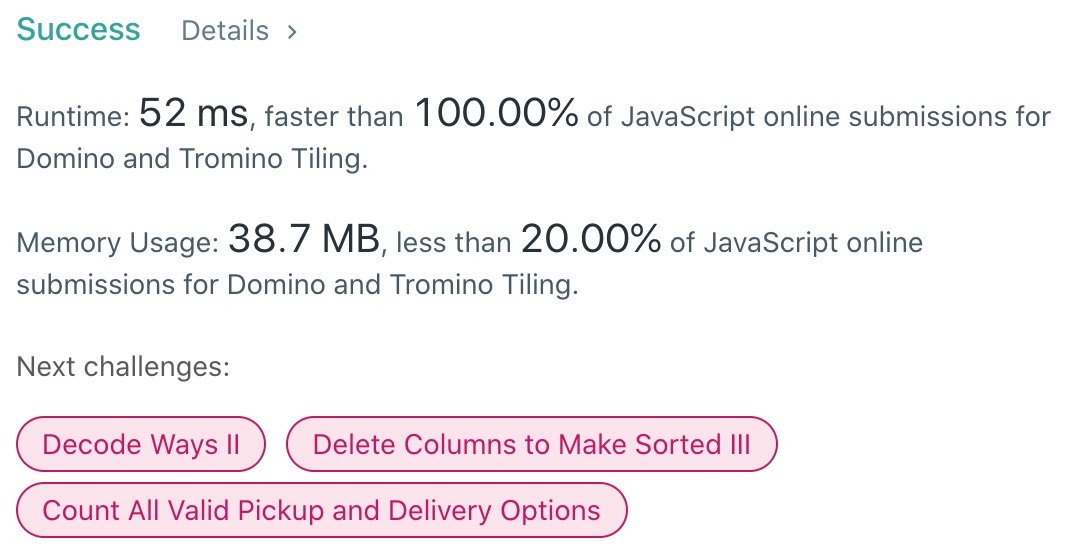 Success Details >
Runtime: 52 ms, faster than 100.00% of JavaScript online submissions for
Domino and Tromino Tiling.
Memory Usage: 38.7 MB, less than 20.00% of JavaScript online
submissions for Domino and Tromino Tiling.
Next challenges:
Decode Ways II Delete Columns to Make Sorted III
Count All Valid Pickup and Delivery Options